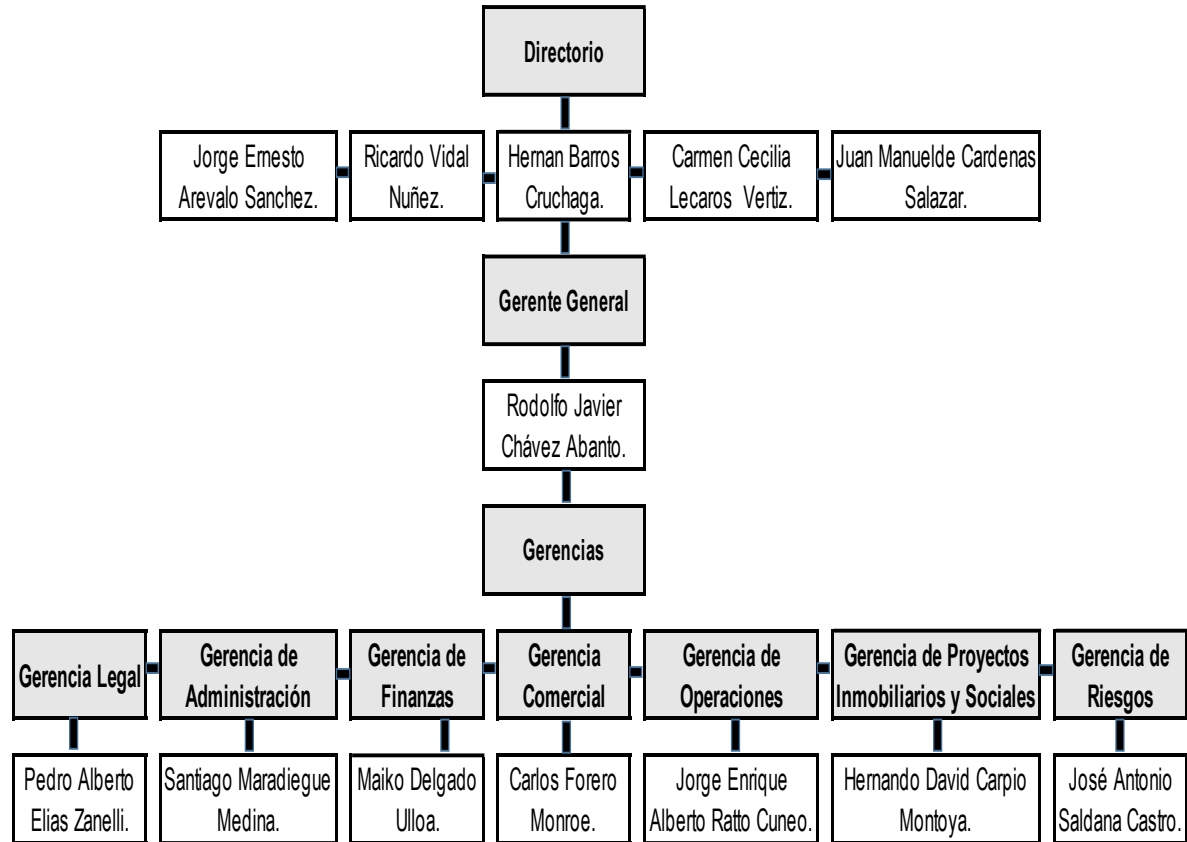 Directorio
Jorge Ernesto
Arevalo Sanchez.
Ricardo Vidal
Nuñez.
Hernan Barros
Cruchaga.
Carmen Cecilia
Lecaros Vertiz.
Juan Manuelde Cardenas
Salazar.
Gerente General
Rodolfo Javier
Chávez Abanto.
Gerencias
Gerencia Legal
Gerencia de
Administración
Gerencia de
Finanzas
Gerencia
Comercial
Gerencia de
Operaciones
Gerencia de Proyectos
Inmobiliarios y Sociales
Gerencia de
Riesgos
Pedro Alberto
Elias Zanelli.
Santiago Maradiegue
Medina.
Maiko Delgado
Ulloa.
Carlos Forero
Monroe.
Jorge Enrique
Alberto Ratto Cuneo.
Hernando David Carpio
Montoya.
José Antonio
Saldana Castro.